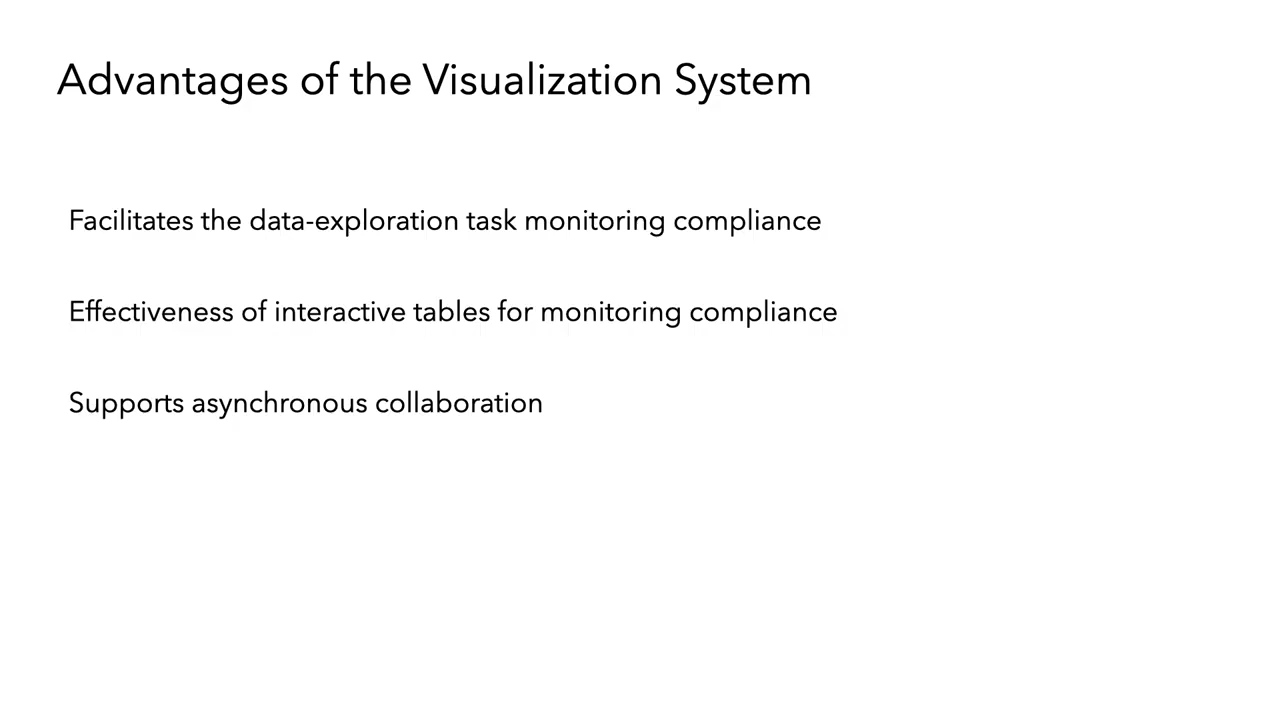 Advantages of the Visualization System
Facilitates the data-exploration task monitoring compliance
Effectiveness of interactive tables for monitoring compliance
Supports asynchronous collaboration